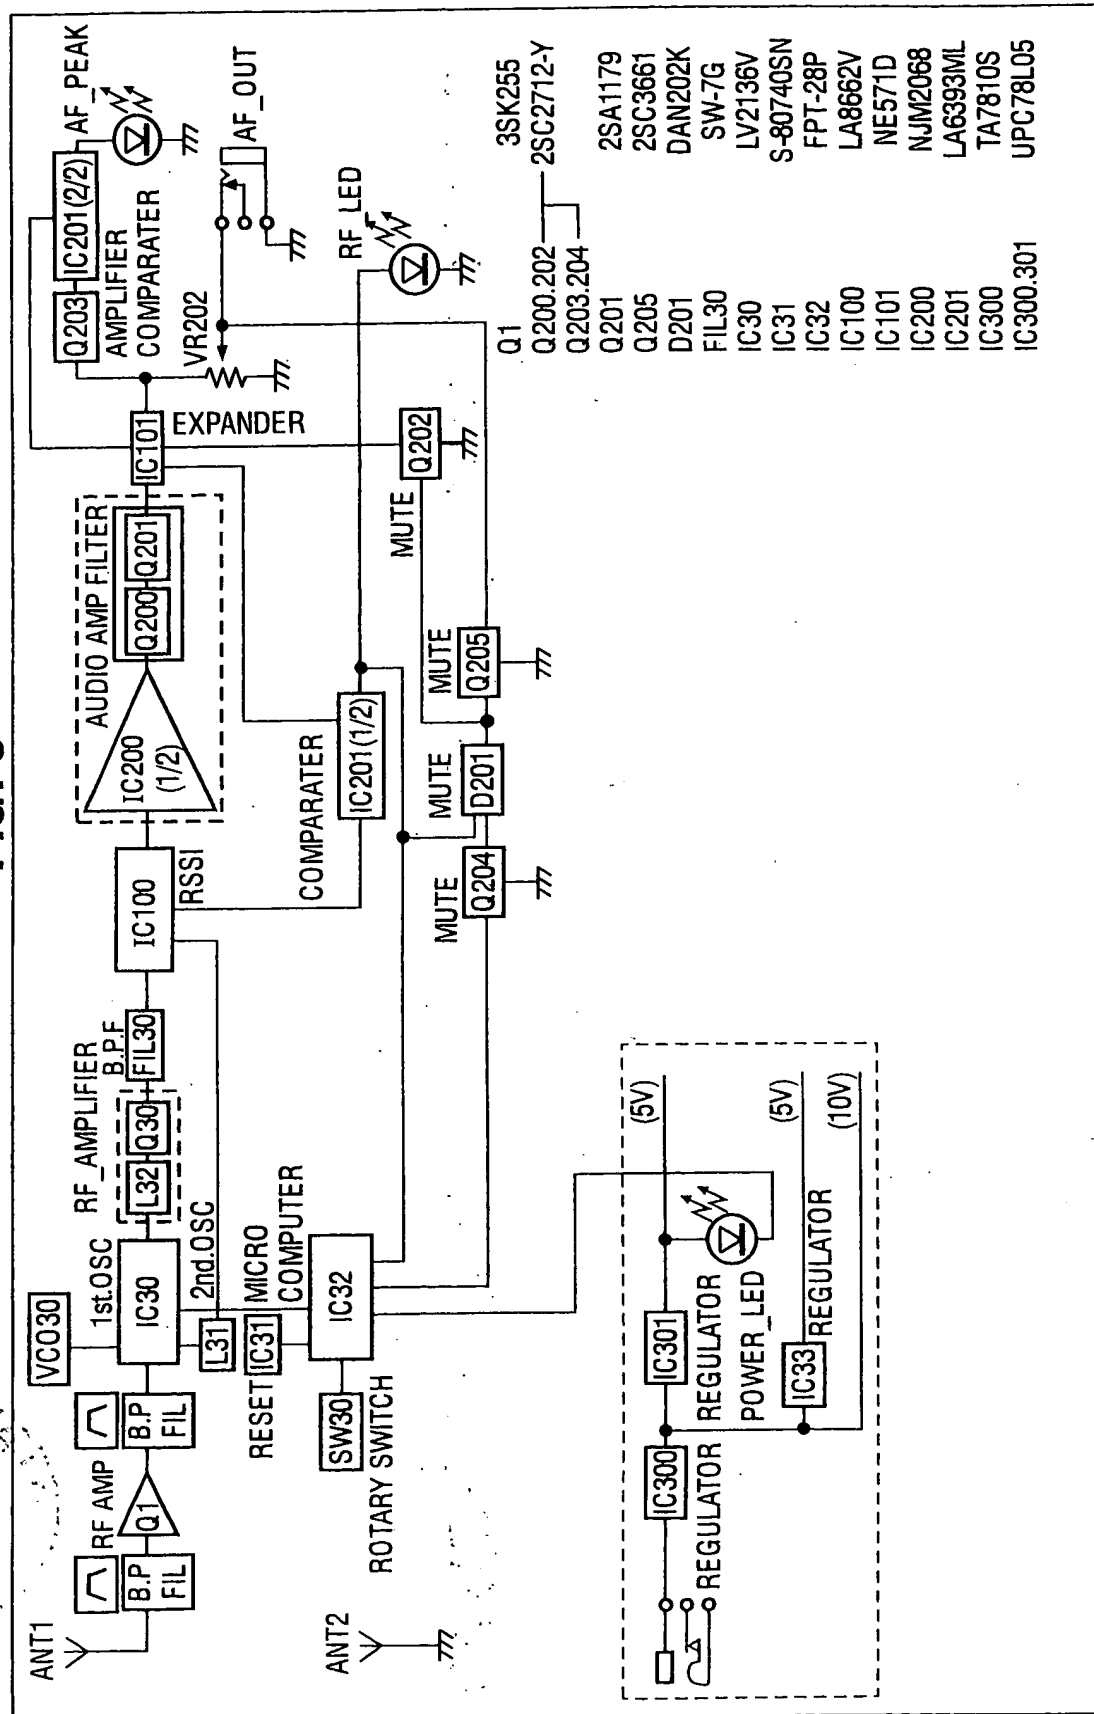 ANT1
B.P
FIL
RF AMP
Q1
B.P
FIL
VCO30
1st.OSC
IC30
RF_AMPLIFIER
L32
Q30
B.P.F
FIL30
IC100
RSSI
AUDIO AMP FILTER
IC200
(1/2)
Q200
Q201
IC101
EXPANDER
Q203
IC201(2/2)
AMPLIFIER
COMPARATER
AF_PEAK
VR202
AF_OUT
2nd.OSC
L31
RESET
IC31
MICRO
COMPUTER
IC32
SW30
ROTARY SWITCH
ANT2
COMPARATER
IC201(1/2)
RF_LED
MUTE
Q202
MUTE
Q204
MUTE
D201
MUTE
Q205
REGULATOR
IC300
IC301
REGULATOR
POWER_LED
IC33
REGULATOR
(5V)
(5V)
(10V)
Q1 3SK255
Q200.202 2SC2712-Y
Q203.204
Q201 2SA1179
Q205 2SC3661
D201 DAN202K
FIL30 SW-7G
IC30 LV2136V
IC31 S-80740SN
IC32 FPT-28P
IC100 LA8662V
IC101 NE571D
IC200 NJM2068
IC201 LA6393ML
IC300 TA7810S
IC300.301 UPC78L05